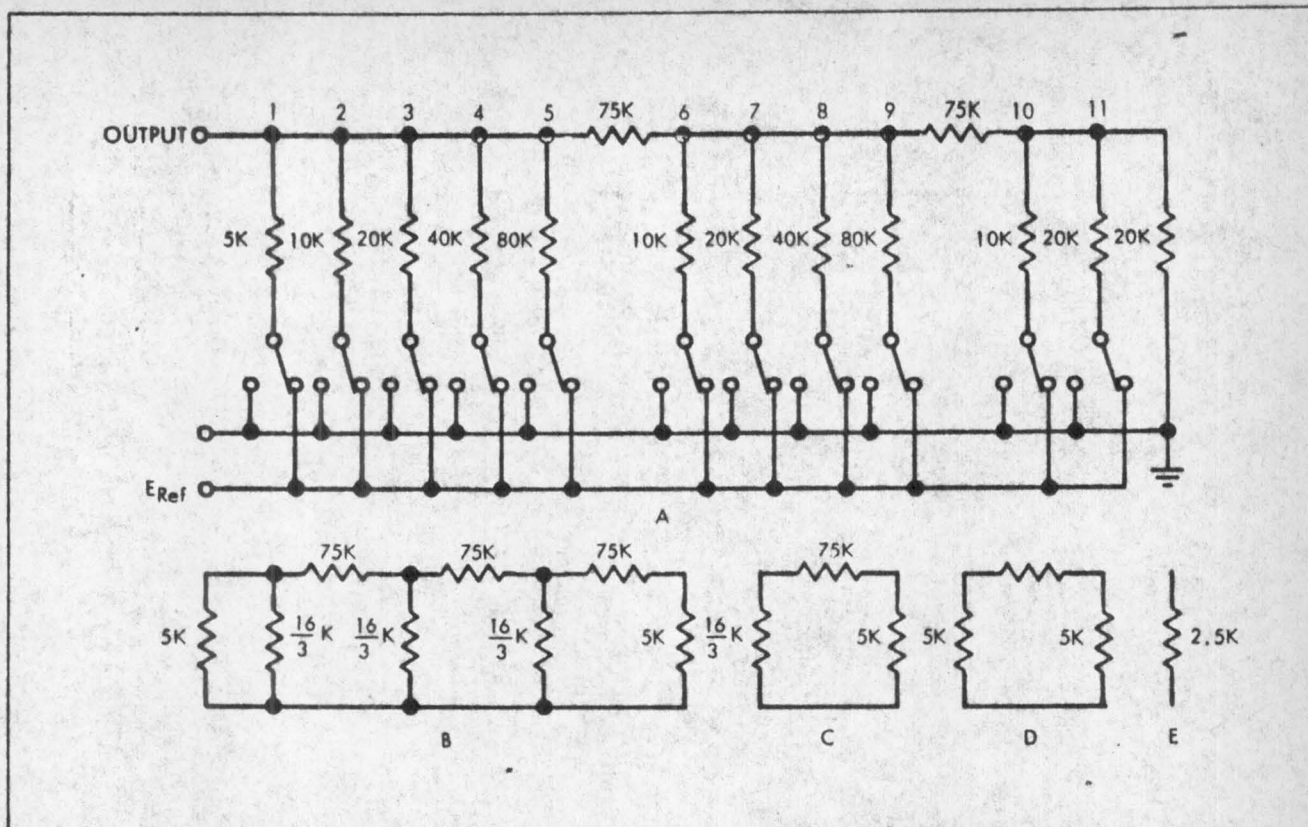 1 2 3 4 5 75K 6 7 8 9 75K 10 11
OUTPUT
5K 10K 20K 40K 80K 10K 20K 40K 80K 10K 20K 20K
E Ref
A
75K 75K 75K 75K
5K 16/3 K 16/3 K 16/3 K 5K 16/3 K 5K 5K 5K 2.5K
B C D E